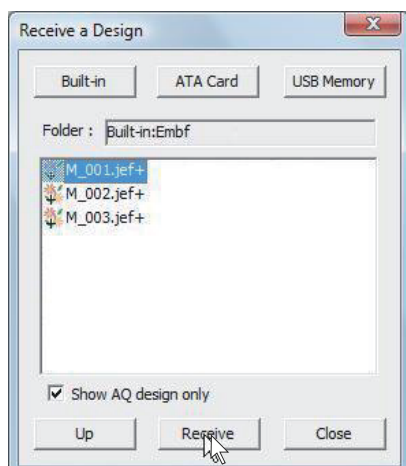 Receive a Design
Built-in ATA Card USB Memory
Folder : Built-in:Embf
M_001.jef+
M_002.jef+
M_003.jef+
Show AQ design only
Up Receive Close